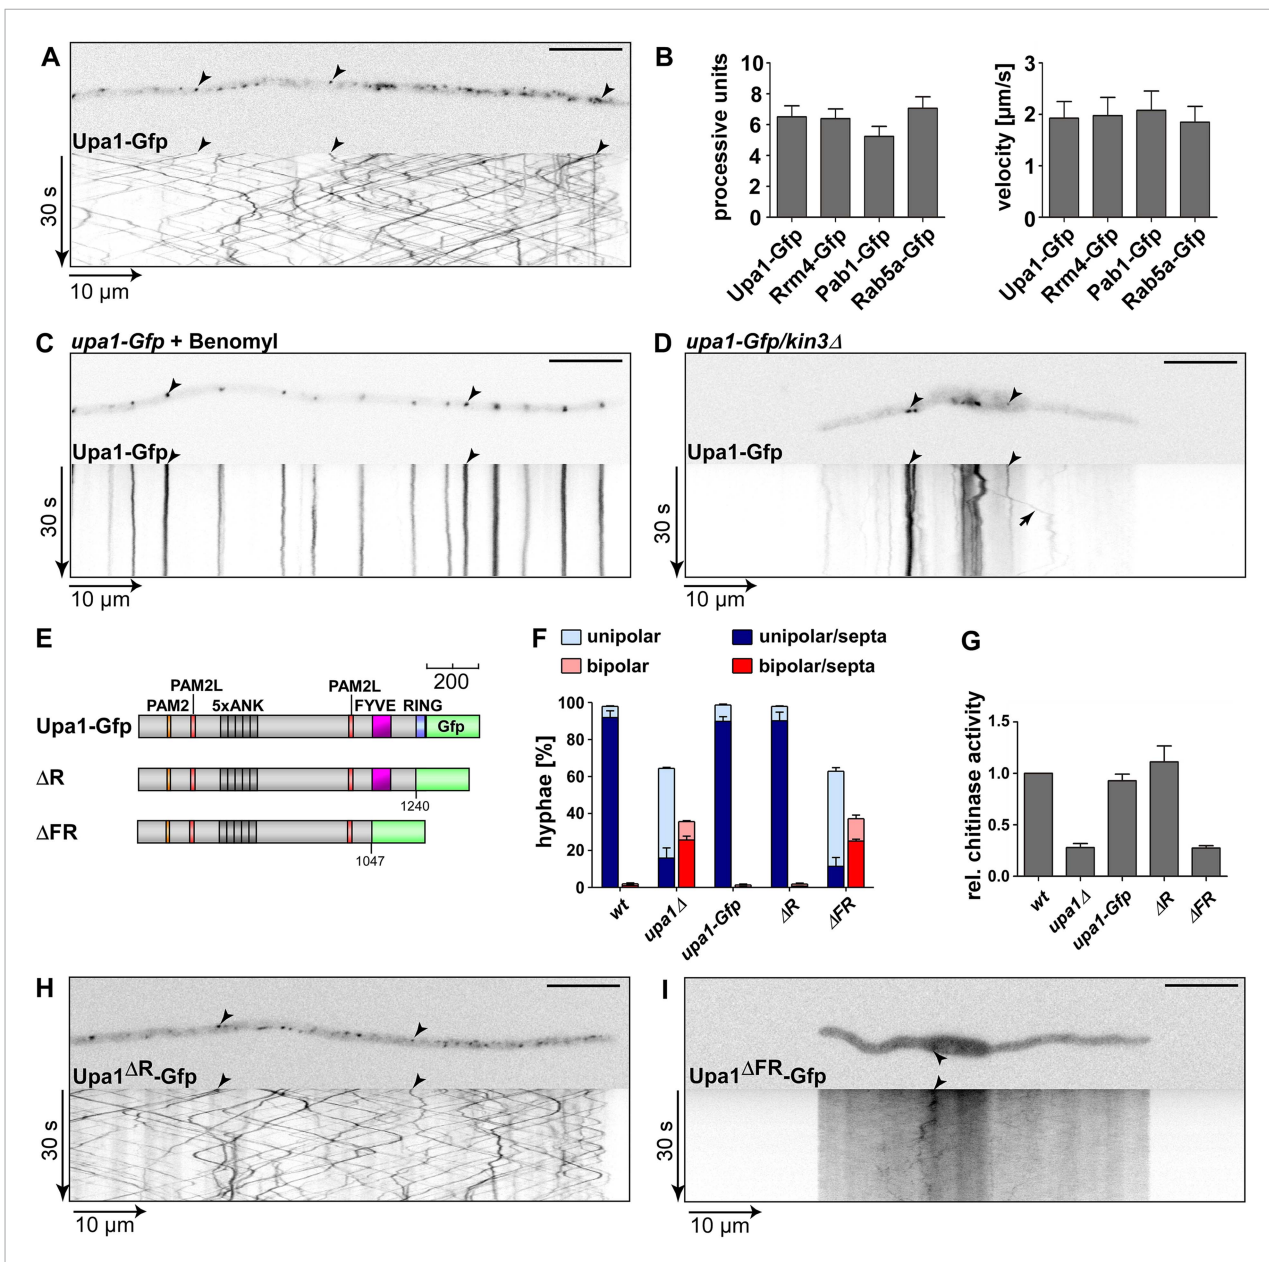 A
Upa1-Gfp
30 s
10 µm
B
processive units
10
8
6
4
2
0
Upa1-Gfp
Rrm4-Gfp
Pab1-Gfp
Rab5a-Gfp
velocity [µm/s]
3
2
1
0
Upa1-Gfp
Rrm4-Gfp
Pab1-Gfp
Rab5a-Gfp
C
upa1-Gfp + Benomyl
Upa1-Gfp
30 s
10 µm
D
upa1-Gfp/kin3Δ
Upa1-Gfp
30 s
10 µm
E
200
PAM2L
PAM2L
PAM2
5xANK
FYVE
RING
Upa1-Gfp
Gfp
ΔR
1240
ΔFR
1047
F
unipolar
unipolar/septa
bipolar
bipolar/septa
hyphae [%]
100
80
60
40
20
0
wt
upa1Δ
upa1-Gfp
ΔR
ΔFR
G
rel. chitinase activity
1.5
1.0
0.5
0.0
wt
upa1Δ
upa1-Gfp
ΔR
ΔFR
H
Upa1ΔR-Gfp
30 s
10 µm
I
Upa1ΔFR-Gfp
30 s
10 µm